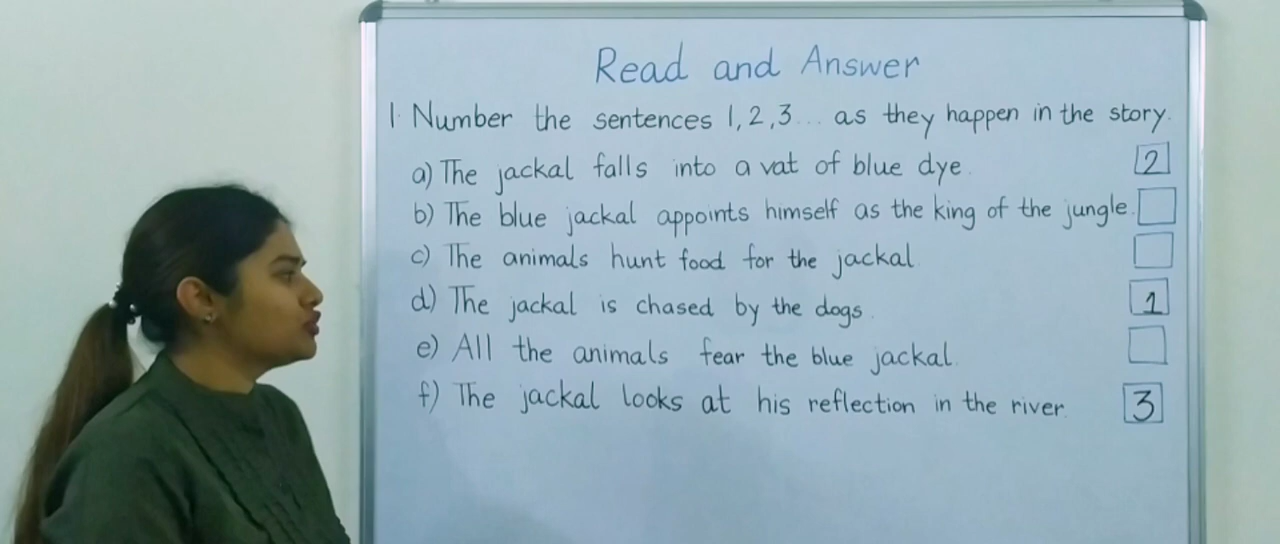 Read and Answer
1. Number the sentences 1, 2, 3... as they happen in the story.
a) The jackal falls into a vat of blue dye. 2
b) The blue jackal appoints himself as the king of the jungle.
c) The animals hunt food for the jackal.
d) The jackal is chased by the dogs. 1
e) All the animals fear the blue jackal.
f) The jackal looks at his reflection in the river. 3